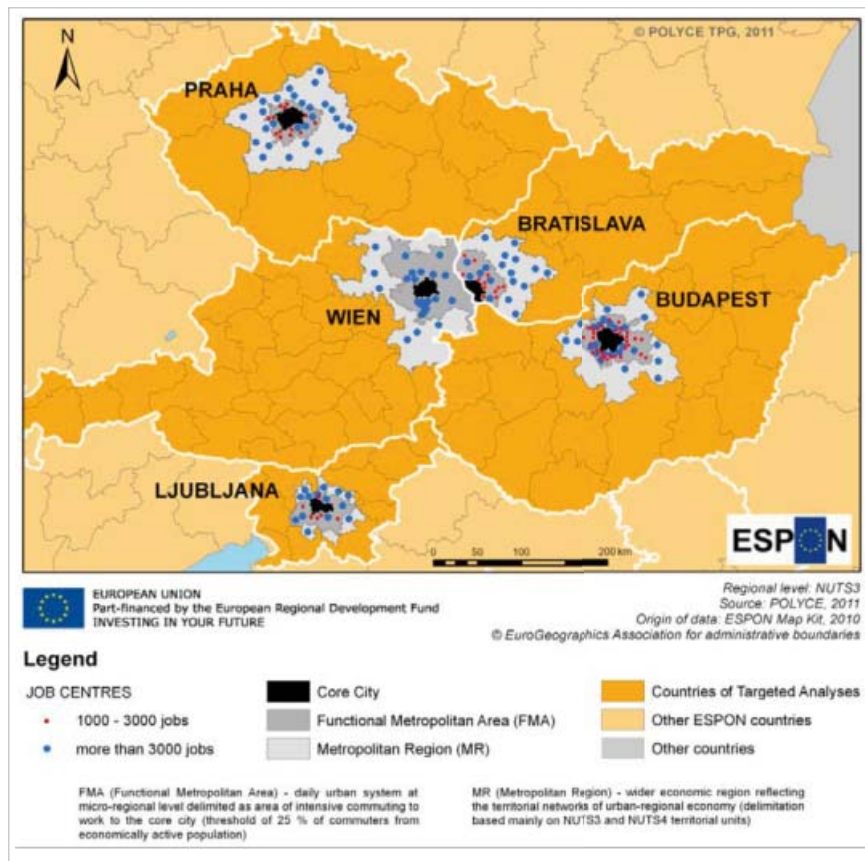 © POLYCE TPG, 2011
N
PRAHA
BRATISLAVA
WIEN
BUDAPEST
LJUBLJANA
0 50 100 200 km
ESPON
EUROPEAN UNION
Part-financed by the European Regional Development Fund
INVESTING IN YOUR FUTURE
Regional level: NUTS3
Source: POLYCE, 2011
Origin of data: ESPON Map Kit, 2010
© EuroGeographics Association for administrative boundaries
Legend
JOB CENTRES
1000 - 3000 jobs
more than 3000 jobs
Core City
Functional Metropolitan Area (FMA)
Metropolitan Region (MR)
Countries of Targeted Analyses
Other ESPON countries
Other countries
FMA (Functional Metropolitan Area) - daily urban system at
micro-regional level delimited as area of intensive commuting to
work to the core city (threshold of 25 % of commuters from
economically active population)
MR (Metropolitan Region) - wider economic region reflecting
the territorial networks of urban-regional economy (delimitation
based mainly on NUTS3 and NUTS4 territorial units)